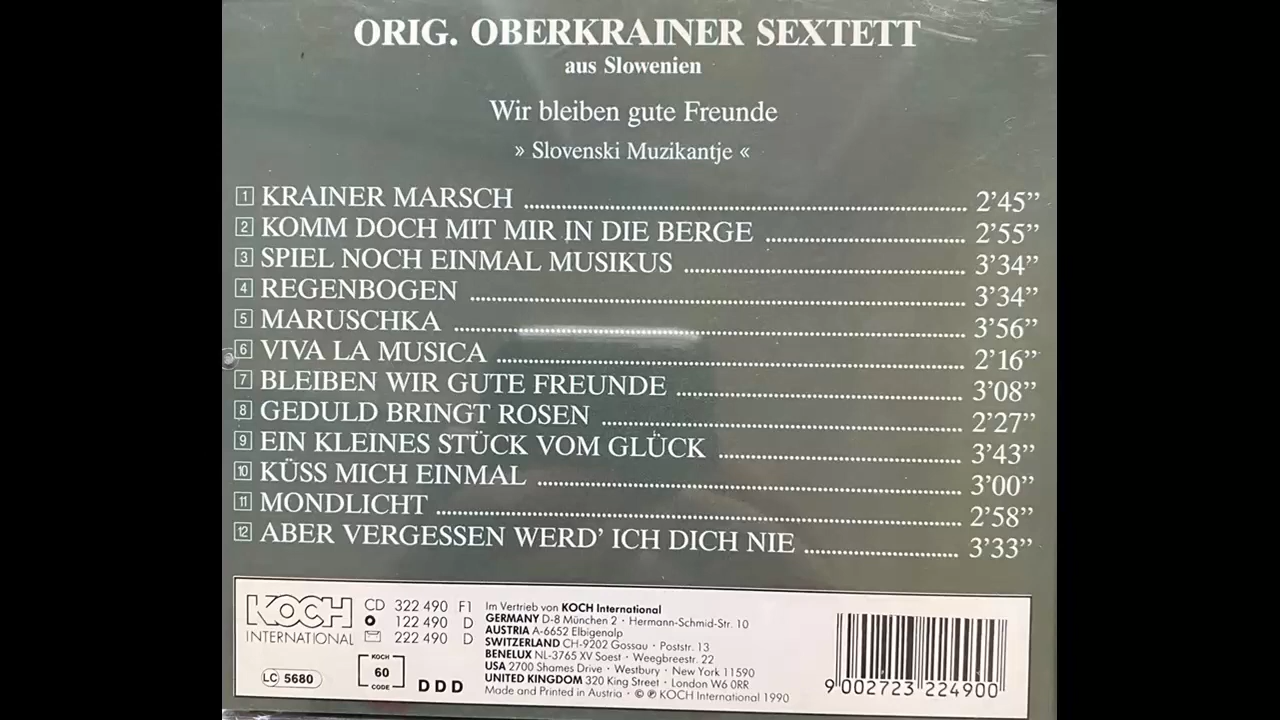 ORIG. OBERKRAINER SEXTETT
aus Slowenien
Wir bleiben gute Freunde
» Slovenski Muzikantje «
1 KRAINER MARSCH 2’45’’
2 KOMM DOCH MIT MIR IN DIE BERGE 2’55’’
3 SPIEL NOCH EINMAL MUSIKUS 3’34’’
4 REGENBOGEN 3’34’’
5 MARUSCHKA 3’56’’
6 VIVA LA MUSICA 2’16’’
7 BLEIBEN WIR GUTE FREUNDE 3’08’’
8 GEDULD BRINGT ROSEN 2’27’’
9 EIN KLEINES STÜCK VOM GLÜCK 3’43’’
10 KÜSS MICH EINMAL 3’00’’
11 MONDLICHT 2’58’’
12 ABER VERGESSEN WERD’ ICH DICH NIE 3’33’’
KOCH
INTERNATIONAL
CD 322 490 F1
122 490 D
222 490 D
LC 5680
KOCH
60
CODE
DDD
Im Vertrieb von KOCH International
GERMANY D-8 München 2 · Hermann-Schmid-Str. 10
AUSTRIA A-6652 Elbigenalp
SWITZERLAND CH-9202 Gossau · Poststr. 13
BENELUX NL-3765 XV Soest · Weegbreestr. 22
USA 2700 Shames Drive · Westbury · New York 11590
UNITED KINGDOM 320 King Street · London W6 0RR
Made and Printed in Austria · © ℗ KOCH International 1990
9 002723 224900